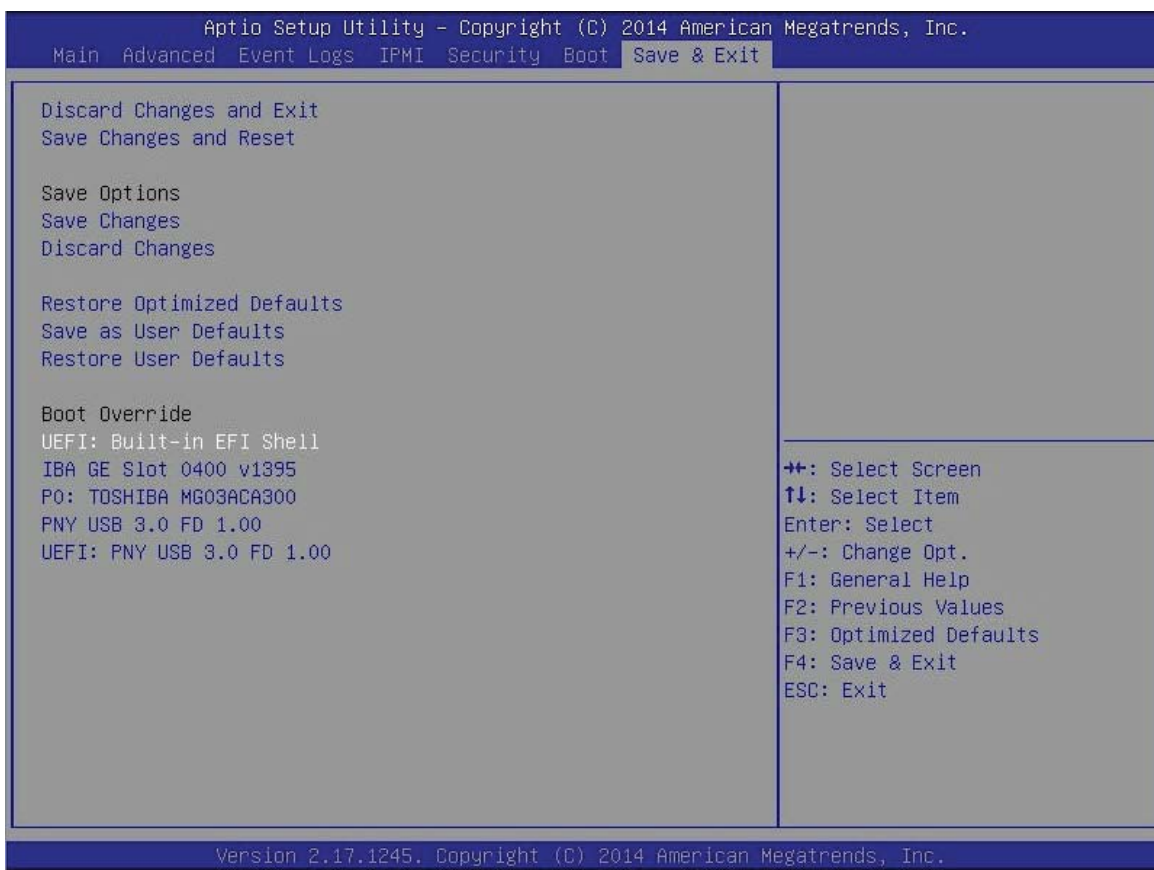 Aptio Setup Utility – Copyright (C) 2014 American Megatrends, Inc.
Main Advanced Event Logs IPMI Security Boot Save & Exit
Discard Changes and Exit
Save Changes and Reset
Save Options
Save Changes
Discard Changes
Restore Optimized Defaults
Save as User Defaults
Restore User Defaults
Boot Override
UEFI: Built-in EFI Shell
IBA GE Slot 0400 v1395
P0: TOSHIBA MG03ACA300
PNY USB 3.0 FD 1.00
UEFI: PNY USB 3.0 FD 1.00
→←: Select Screen
↑↓: Select Item
Enter: Select
+/-: Change Opt.
F1: General Help
F2: Previous Values
F3: Optimized Defaults
F4: Save & Exit
ESC: Exit
Version 2.17.1245. Copyright (C) 2014 American Megatrends, Inc.